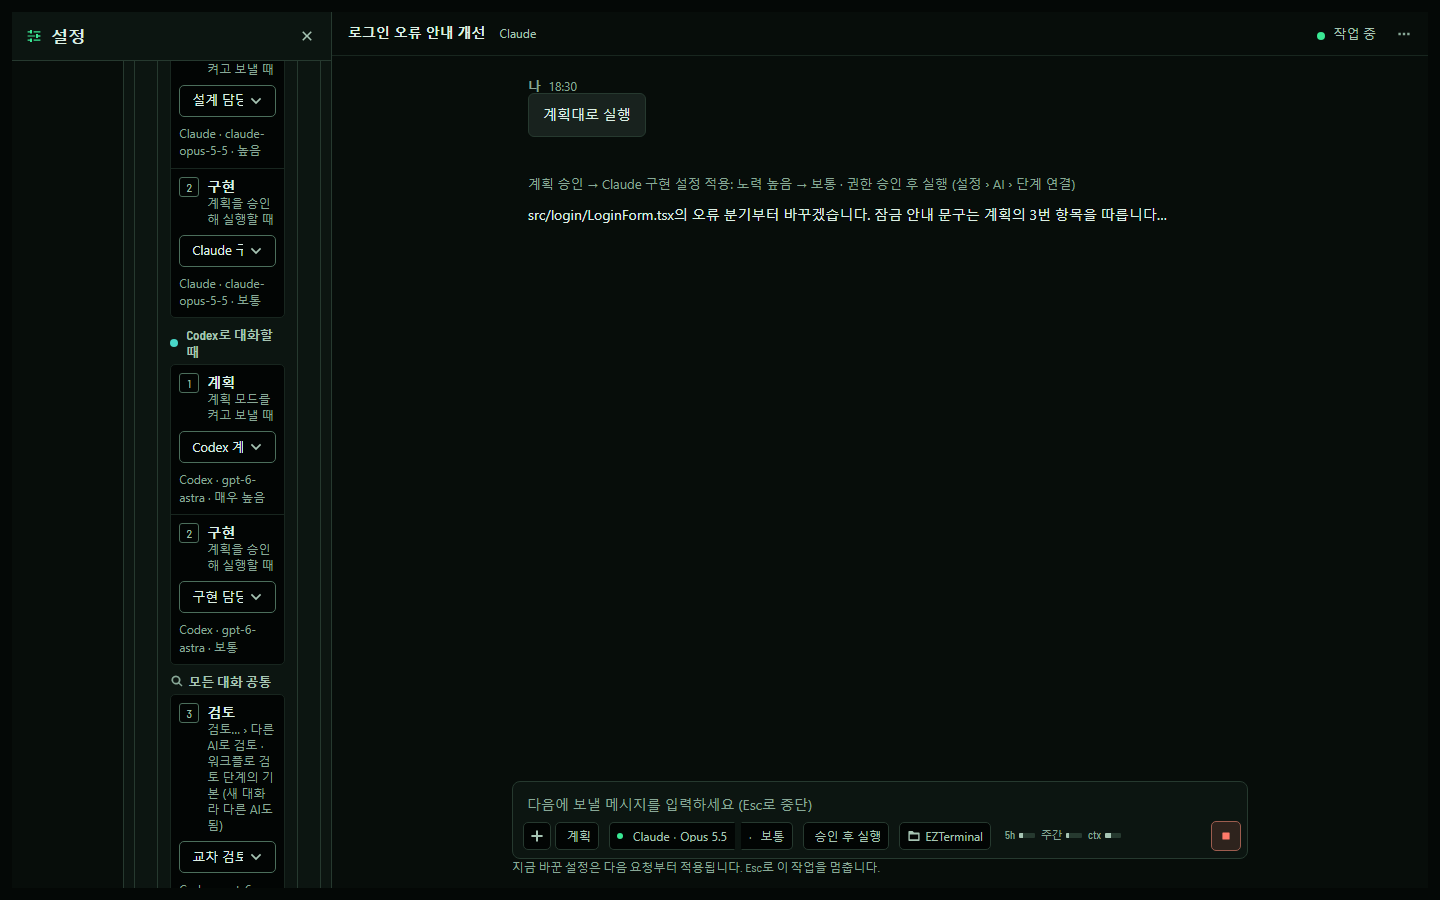 설정
켜고 보낼 때
설계 담당
Claude · claude-
opus-5-5 · 높음
2 구현
계획을 승인
해 실행할 때
Claude
Claude · claude-
opus-5-5 · 보통
Codex로 대화할
때
1 계획
계획 모드를
켜고 보낼 때
Codex 계
Codex · gpt-6-
astra · 매우 높음
2 구현
계획을 승인
해 실행할 때
구현 담당
Codex · gpt-6-
astra · 보통
모든 대화 공통
3 검토
검토... › 다른
AI로 검토 ·
워크플로 검
토 단계의 기
본 (새 대화
라 다른 AI도
됨)
교차 검토
로그인 오류 안내 개선 Claude
작업 중
나 18:30
계획대로 실행
계획 승인 → Claude 구현 설정 적용: 노력 높음 → 보통 · 권한 승인 후 실행 (설정 › AI › 단계 연결)
src/login/LoginForm.tsx의 오류 분기부터 바꾸겠습니다. 잠금 안내 문구는 계획의 3번 항목을 따릅니다...
다음에 보낼 메시지를 입력하세요 (Esc로 중단)
계획 Claude · Opus 5.5 · 보통 승인 후 실행 EZTerminal 5h 주간 ctx
지금 바꾼 설정은 다음 요청부터 적용됩니다. Esc로 이 작업을 멈춥니다.